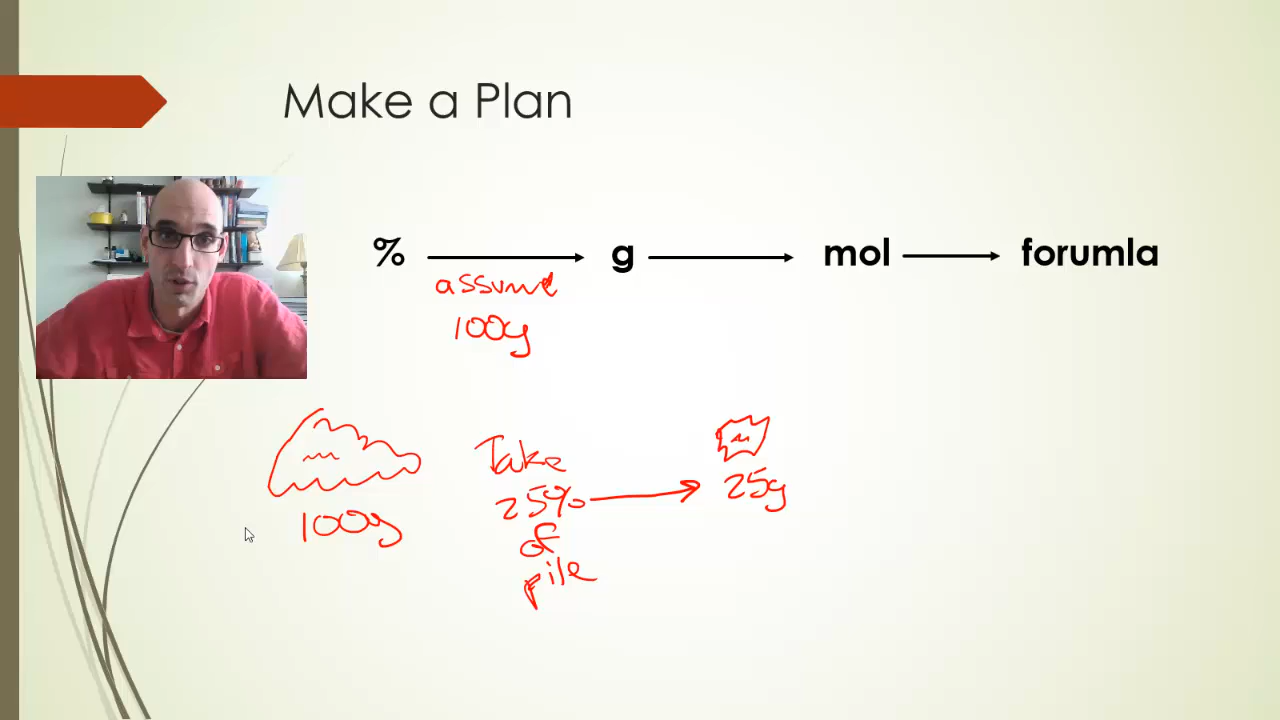 Make a Plan
% g mol forumla
assume
100g
100g
Take
25%
of
pile
25g